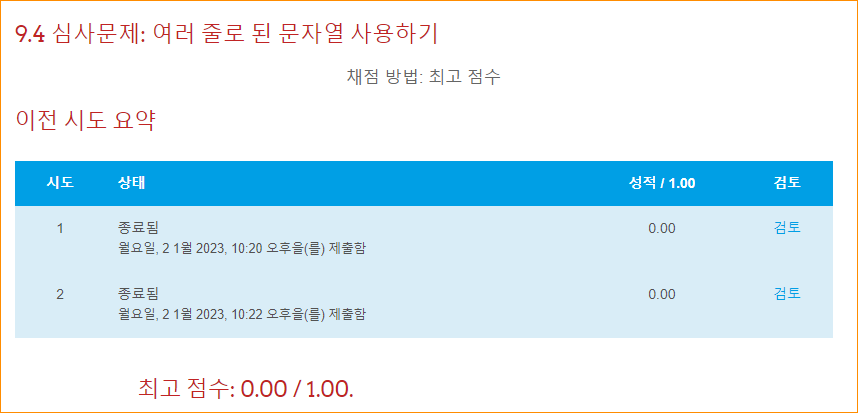 9.4 심사문제: 여러 줄로 된 문자열 사용하기
채점 방법: 최고 점수
이전 시도 요약
시도 상태 성적 / 1.00 검토
1 종료됨 0.00 검토
월요일, 2 1월 2023, 10:20 오후을(를) 제출함
2 종료됨 0.00 검토
월요일, 2 1월 2023, 10:22 오후을(를) 제출함
최고 점수: 0.00 / 1.00.